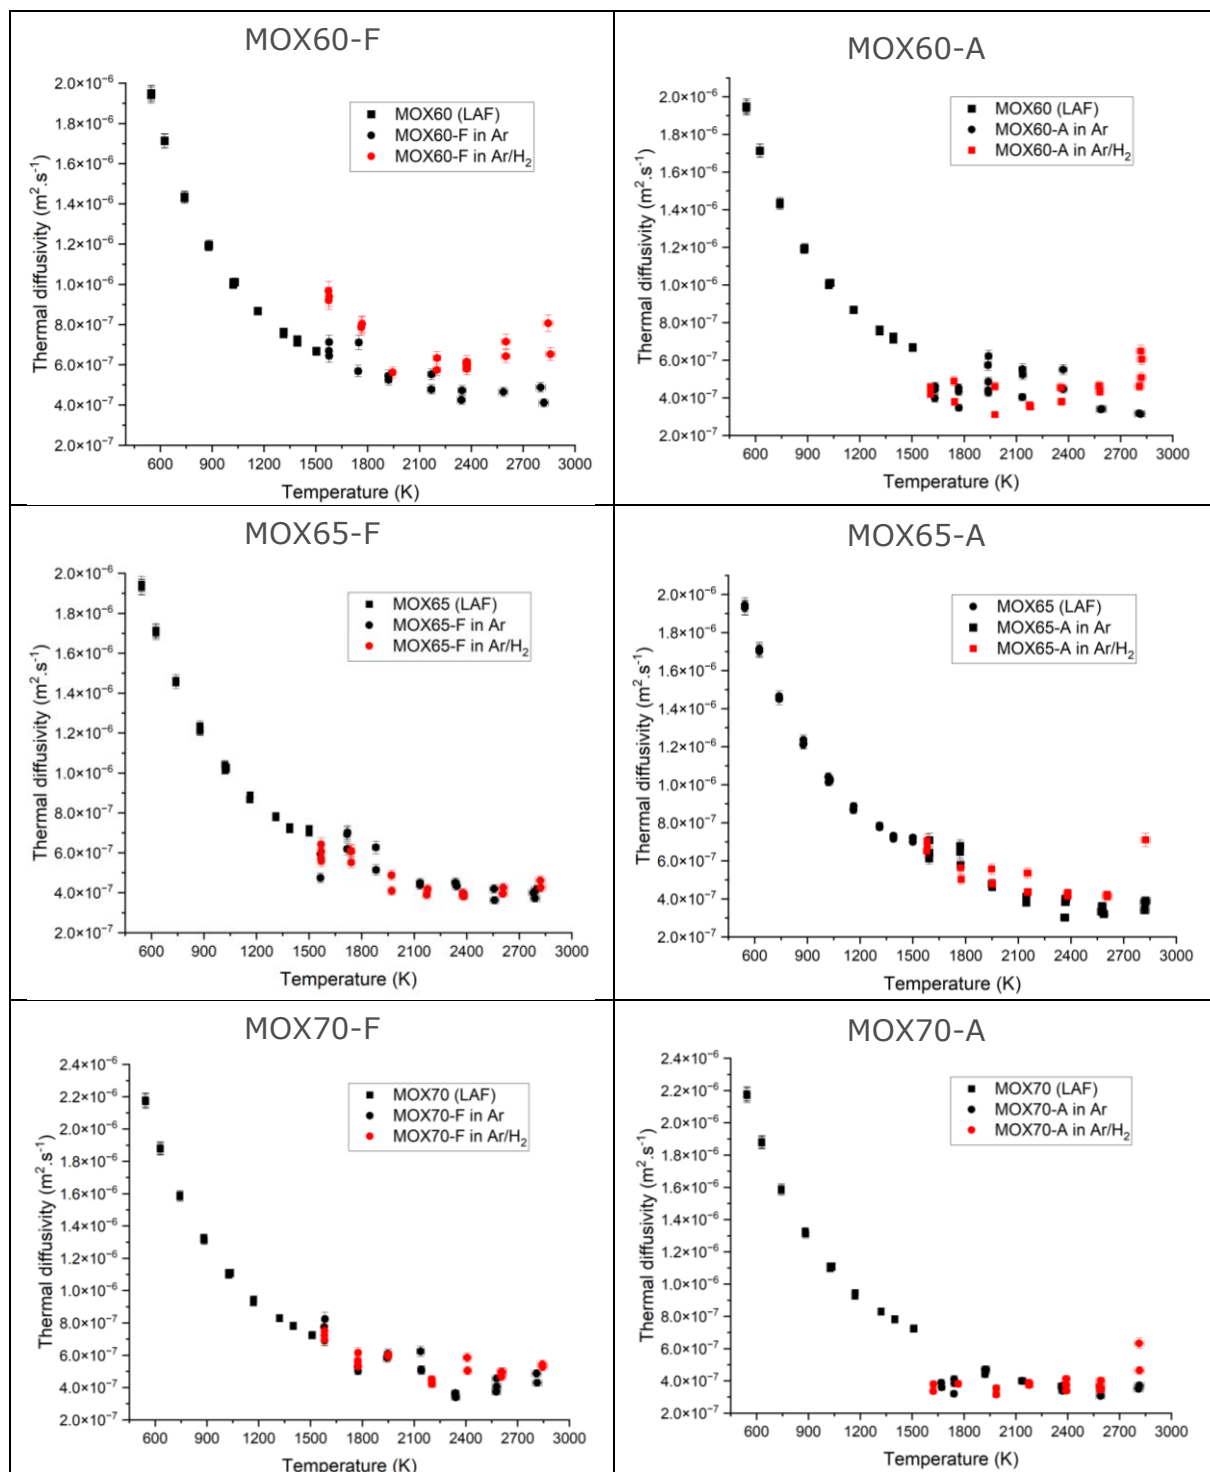 MOX60-F
Thermal diffusivity (m².s⁻¹)
2.0×10⁻⁶
1.8×10⁻⁶
1.6×10⁻⁶
1.4×10⁻⁶
1.2×10⁻⁶
1.0×10⁻⁶
8.0×10⁻⁷
6.0×10⁻⁷
4.0×10⁻⁷
2.0×10⁻⁷
MOX60 (LAF)
MOX60-F in Ar
MOX60-F in Ar/H₂
600 900 1200 1500 1800 2100 2400 2700 3000
Temperature (K)
MOX60-A
Thermal diffusivity (m².s⁻¹)
2.0×10⁻⁶
1.8×10⁻⁶
1.6×10⁻⁶
1.4×10⁻⁶
1.2×10⁻⁶
1.0×10⁻⁶
8.0×10⁻⁷
6.0×10⁻⁷
4.0×10⁻⁷
2.0×10⁻⁷
MOX60 (LAF)
MOX60-A in Ar
MOX60-A in Ar/H₂
600 900 1200 1500 1800 2100 2400 2700 3000
Temperature (K)
MOX65-F
Thermal diffusivity (m².s⁻¹)
2.0×10⁻⁶
1.8×10⁻⁶
1.6×10⁻⁶
1.4×10⁻⁶
1.2×10⁻⁶
1.0×10⁻⁶
8.0×10⁻⁷
6.0×10⁻⁷
4.0×10⁻⁷
2.0×10⁻⁷
MOX65 (LAF)
MOX65-F in Ar
MOX65-F in Ar/H₂
600 900 1200 1500 1800 2100 2400 2700 3000
Temperature (K)
MOX65-A
Thermal diffusivity (m².s⁻¹)
2.0×10⁻⁶
1.8×10⁻⁶
1.6×10⁻⁶
1.4×10⁻⁶
1.2×10⁻⁶
1.0×10⁻⁶
8.0×10⁻⁷
6.0×10⁻⁷
4.0×10⁻⁷
2.0×10⁻⁷
MOX65 (LAF)
MOX65-A in Ar
MOX65-A in Ar/H₂
600 900 1200 1500 1800 2100 2400 2700 3000
Temperature (K)
MOX70-F
Thermal diffusivity (m².s⁻¹)
2.4×10⁻⁶
2.2×10⁻⁶
2.0×10⁻⁶
1.8×10⁻⁶
1.6×10⁻⁶
1.4×10⁻⁶
1.2×10⁻⁶
1.0×10⁻⁶
8.0×10⁻⁷
6.0×10⁻⁷
4.0×10⁻⁷
2.0×10⁻⁷
MOX70 (LAF)
MOX70-F in Ar
MOX70-F in Ar/H₂
600 900 1200 1500 1800 2100 2400 2700 3000
Temperature (K)
MOX70-A
Thermal diffusivity (m².s⁻¹)
2.4×10⁻⁶
2.2×10⁻⁶
2.0×10⁻⁶
1.8×10⁻⁶
1.6×10⁻⁶
1.4×10⁻⁶
1.2×10⁻⁶
1.0×10⁻⁶
8.0×10⁻⁷
6.0×10⁻⁷
4.0×10⁻⁷
2.0×10⁻⁷
MOX70 (LAF)
MOX70-A in Ar
MOX70-A in Ar/H₂
600 900 1200 1500 1800 2100 2400 2700 3000
Temperature (K)